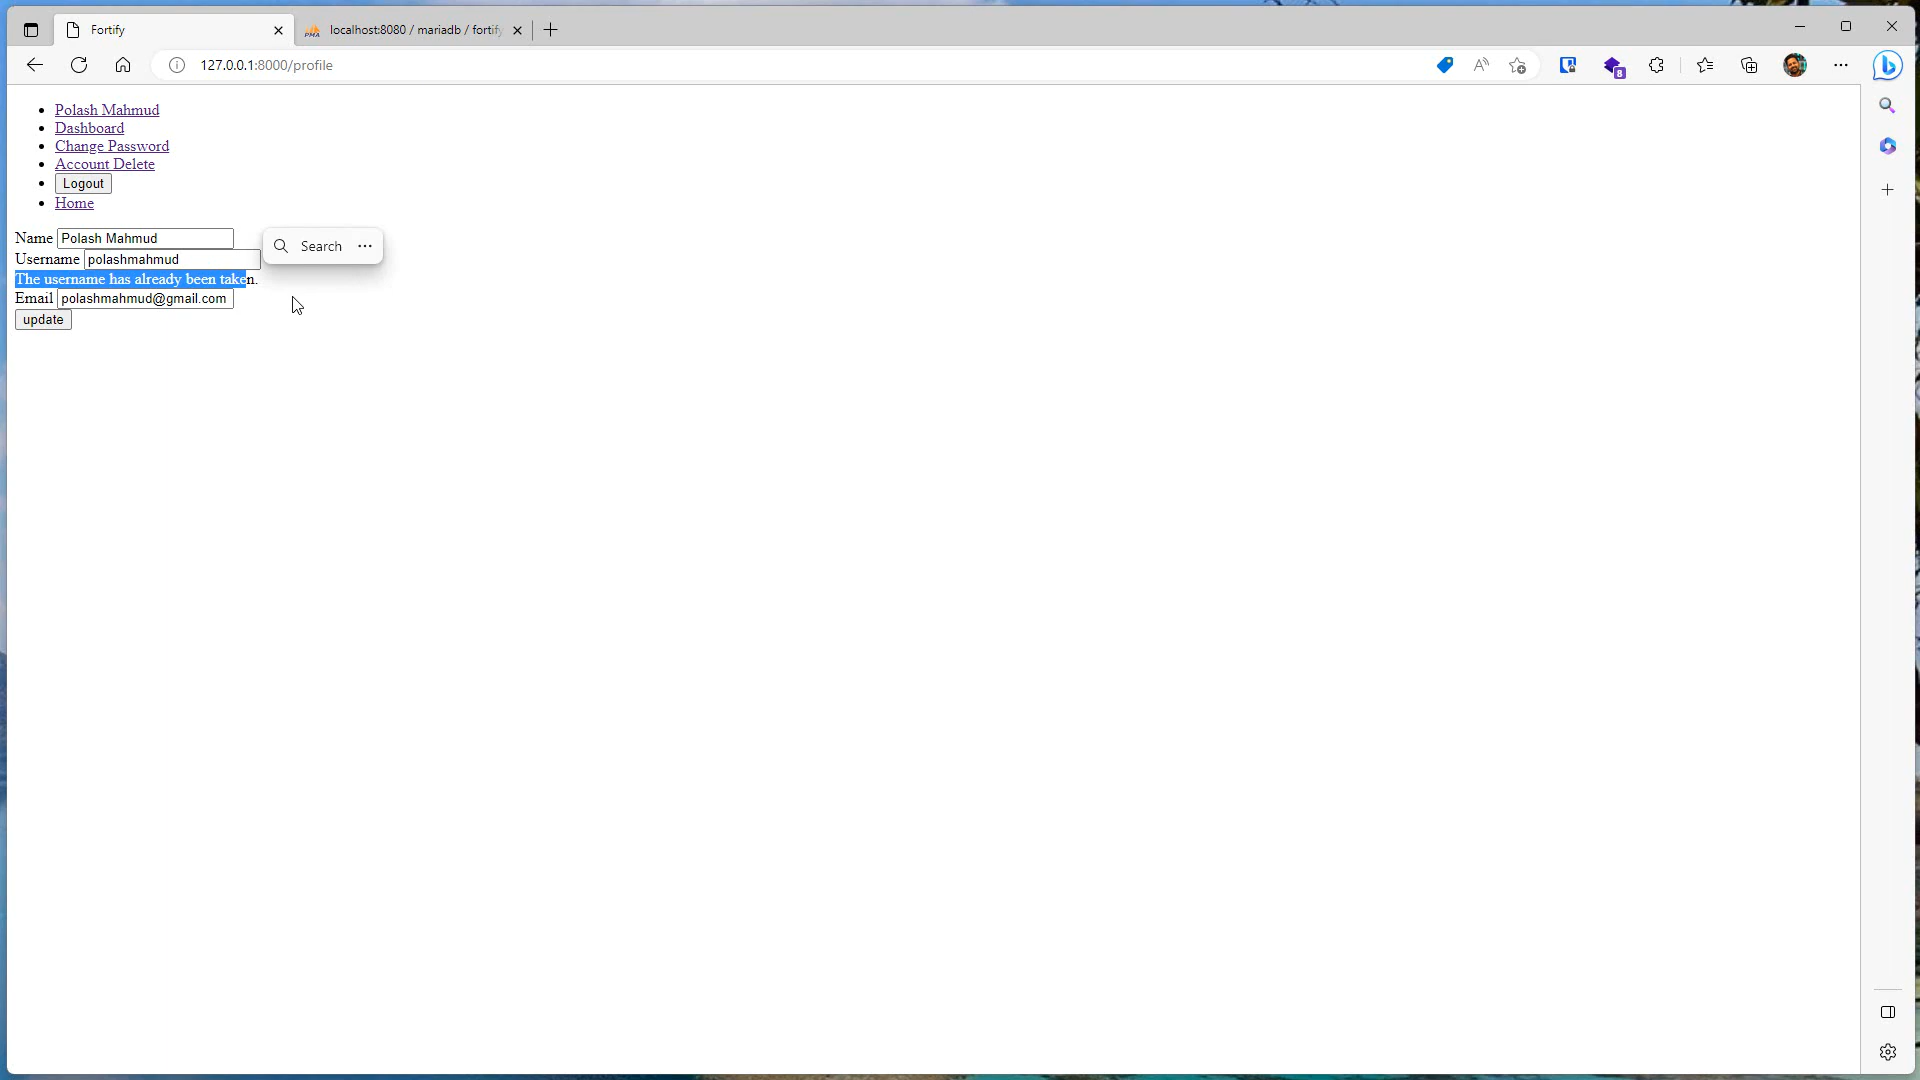 Fortify
localhost:8080 / mariadb / fortify
127.0.0.1:8000/profile
8
Polash Mahmud
Dashboard
Change Password
Account Delete
Logout
Home
Name Polash Mahmud
Search
Username polashmahmud
The username has already been taken.
Email polashmahmud@gmail.com
update